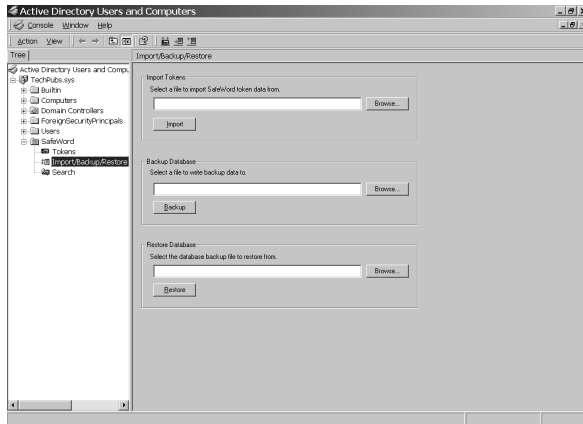 Active Directory Users and Computers
Console Window Help
Action View
Tree
Import/Backup/Restore
Active Directory Users and Compu
TechPubs.sys
Builtin
Computers
Domain Controllers
ForeignSecurityPrincipals
Users
SafeWord
Tokens
Import/Backup/Restore
Search
Import Tokens
Select a file to import SafeWord token data from.
Browse...
Import
Backup Database
Select a file to write backup data to.
Browse...
Backup
Restore Database
Select the database backup file to restore from.
Browse...
Restore